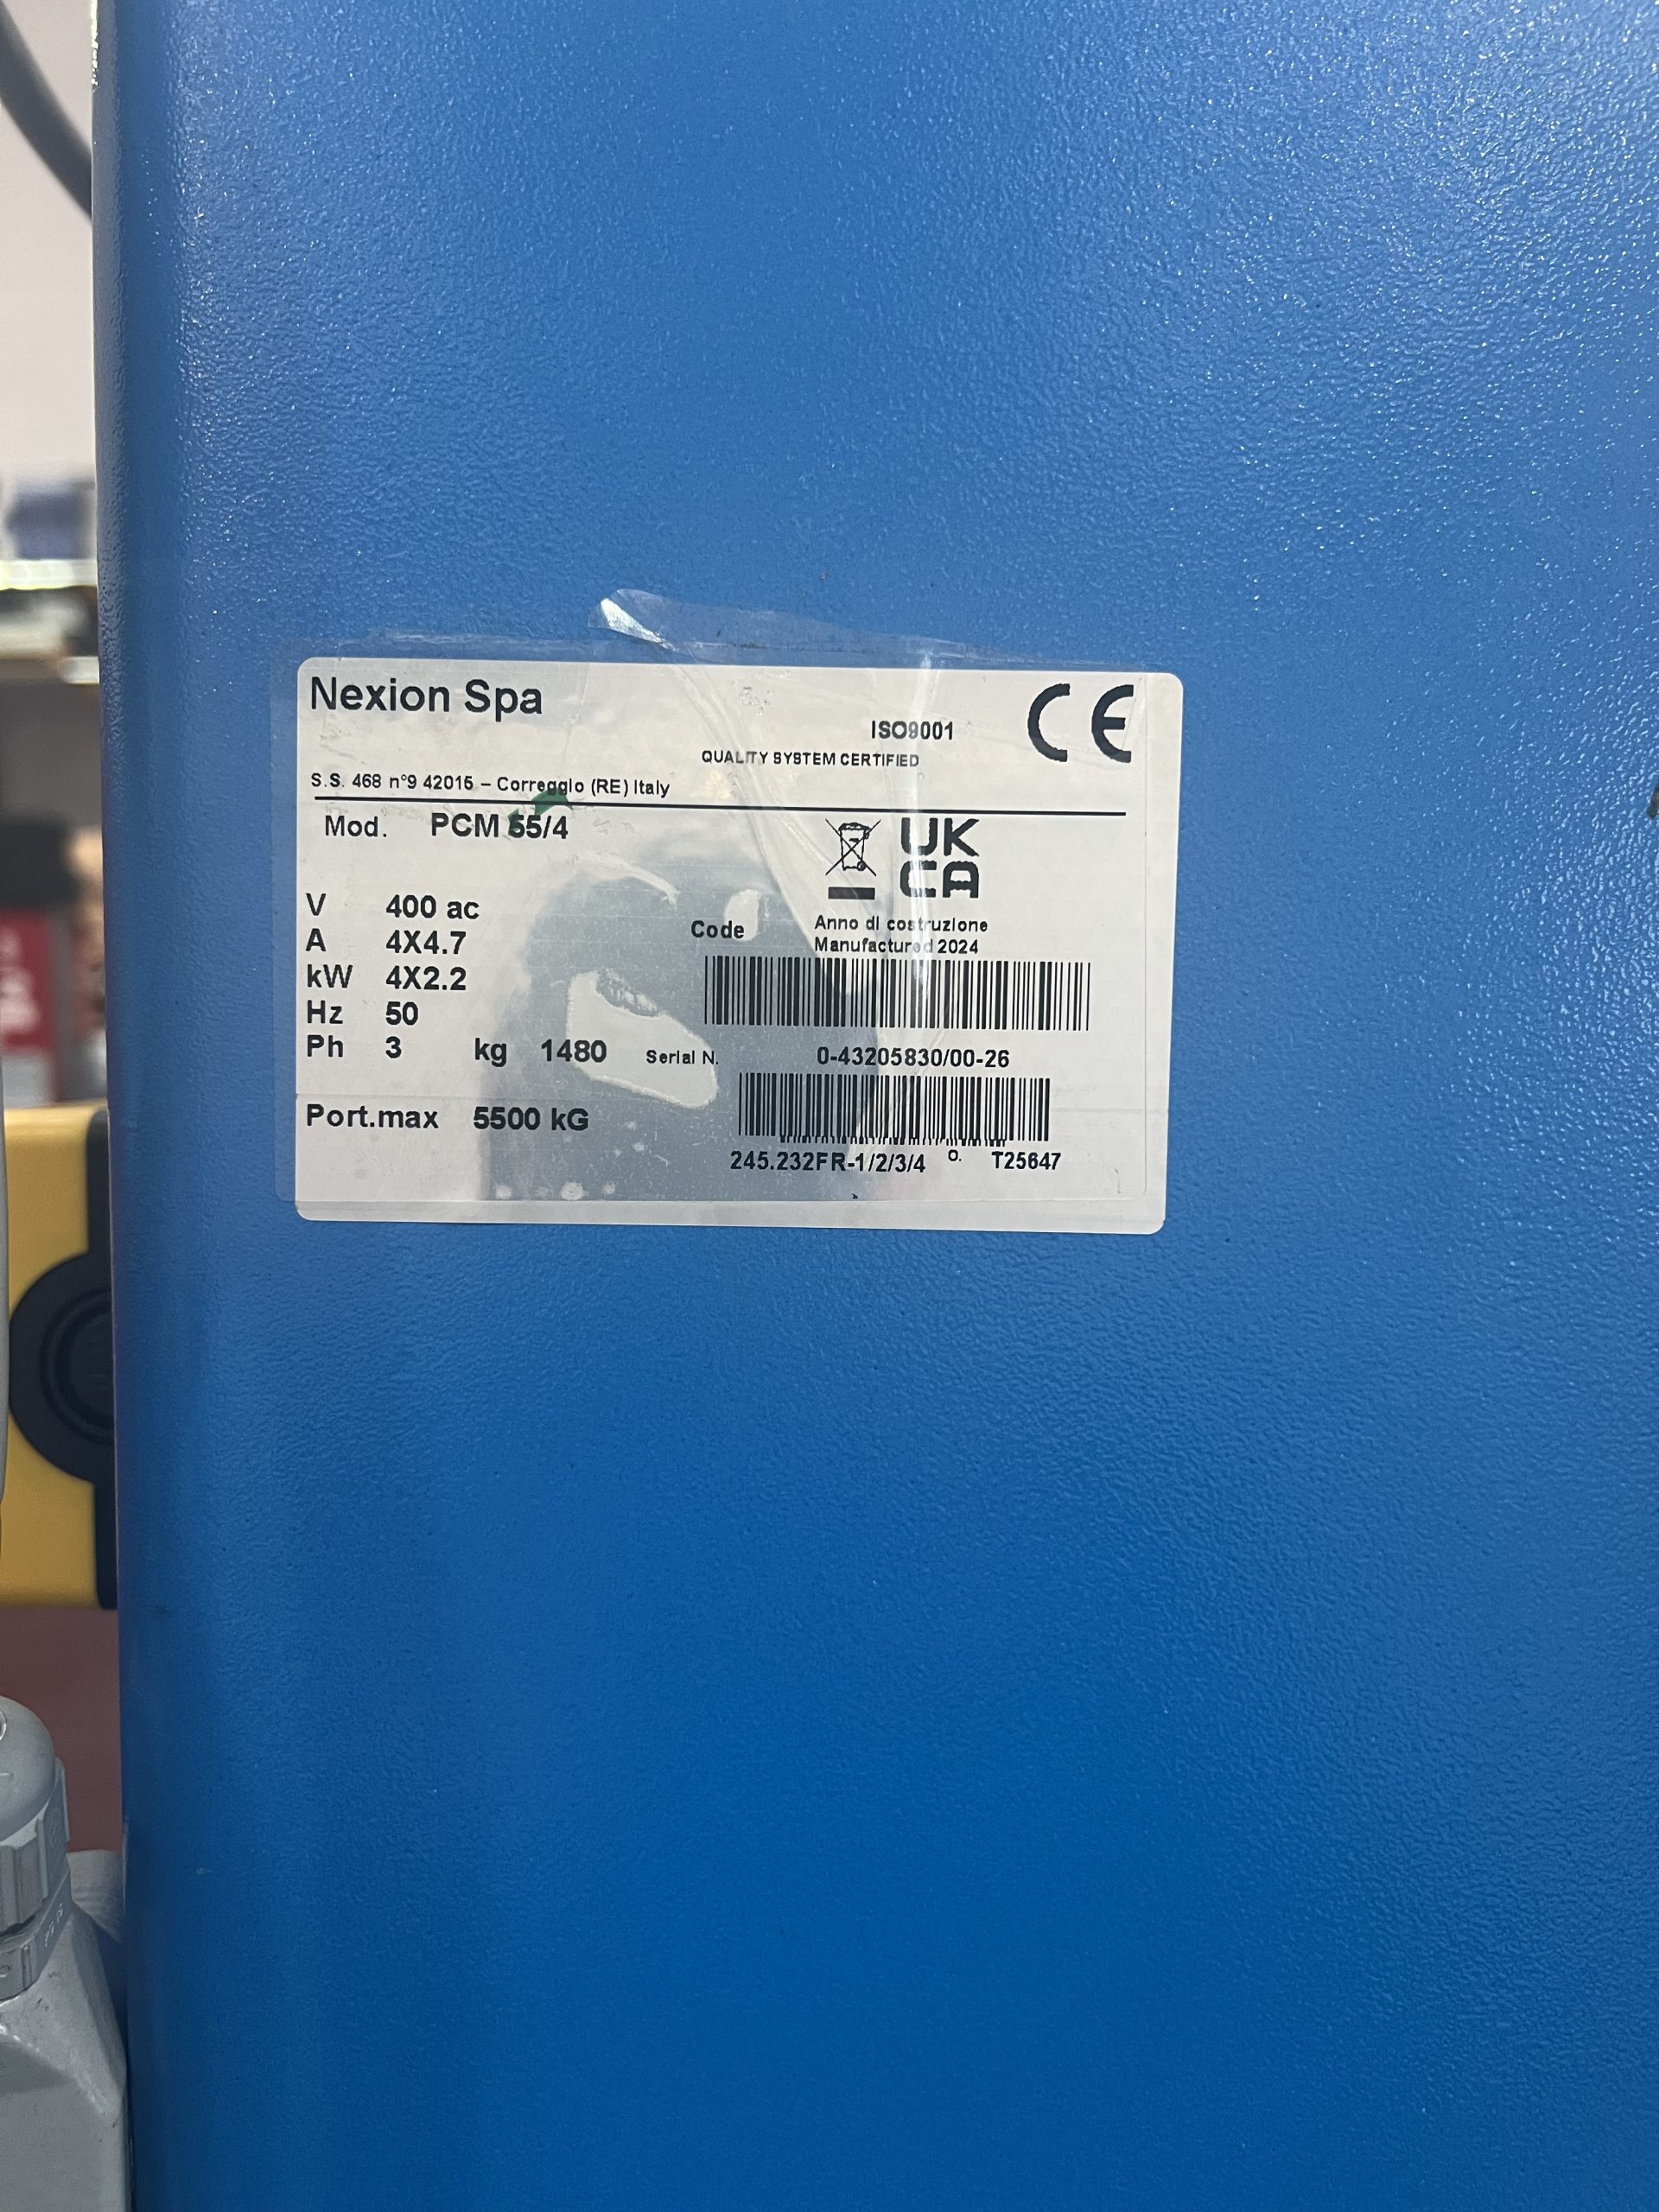 Nexion Spa
CE
ISO9001
QUALITY SYSTEM CERTIFIED
S.S. 468 n°9 42015 – Correggio (RE) Italy
Mod. PCM 55/4
UK
CA
V 400 ac
A 4X4.7
kW 4X2.2
Hz 50
Ph 3 kg 1480
Port.max 5500 kG
Code
Anno di costruzione
Manufactured 2024
Serial N. 0-43205830/00-26
245.232FR-1/2/3/4 O. T25647